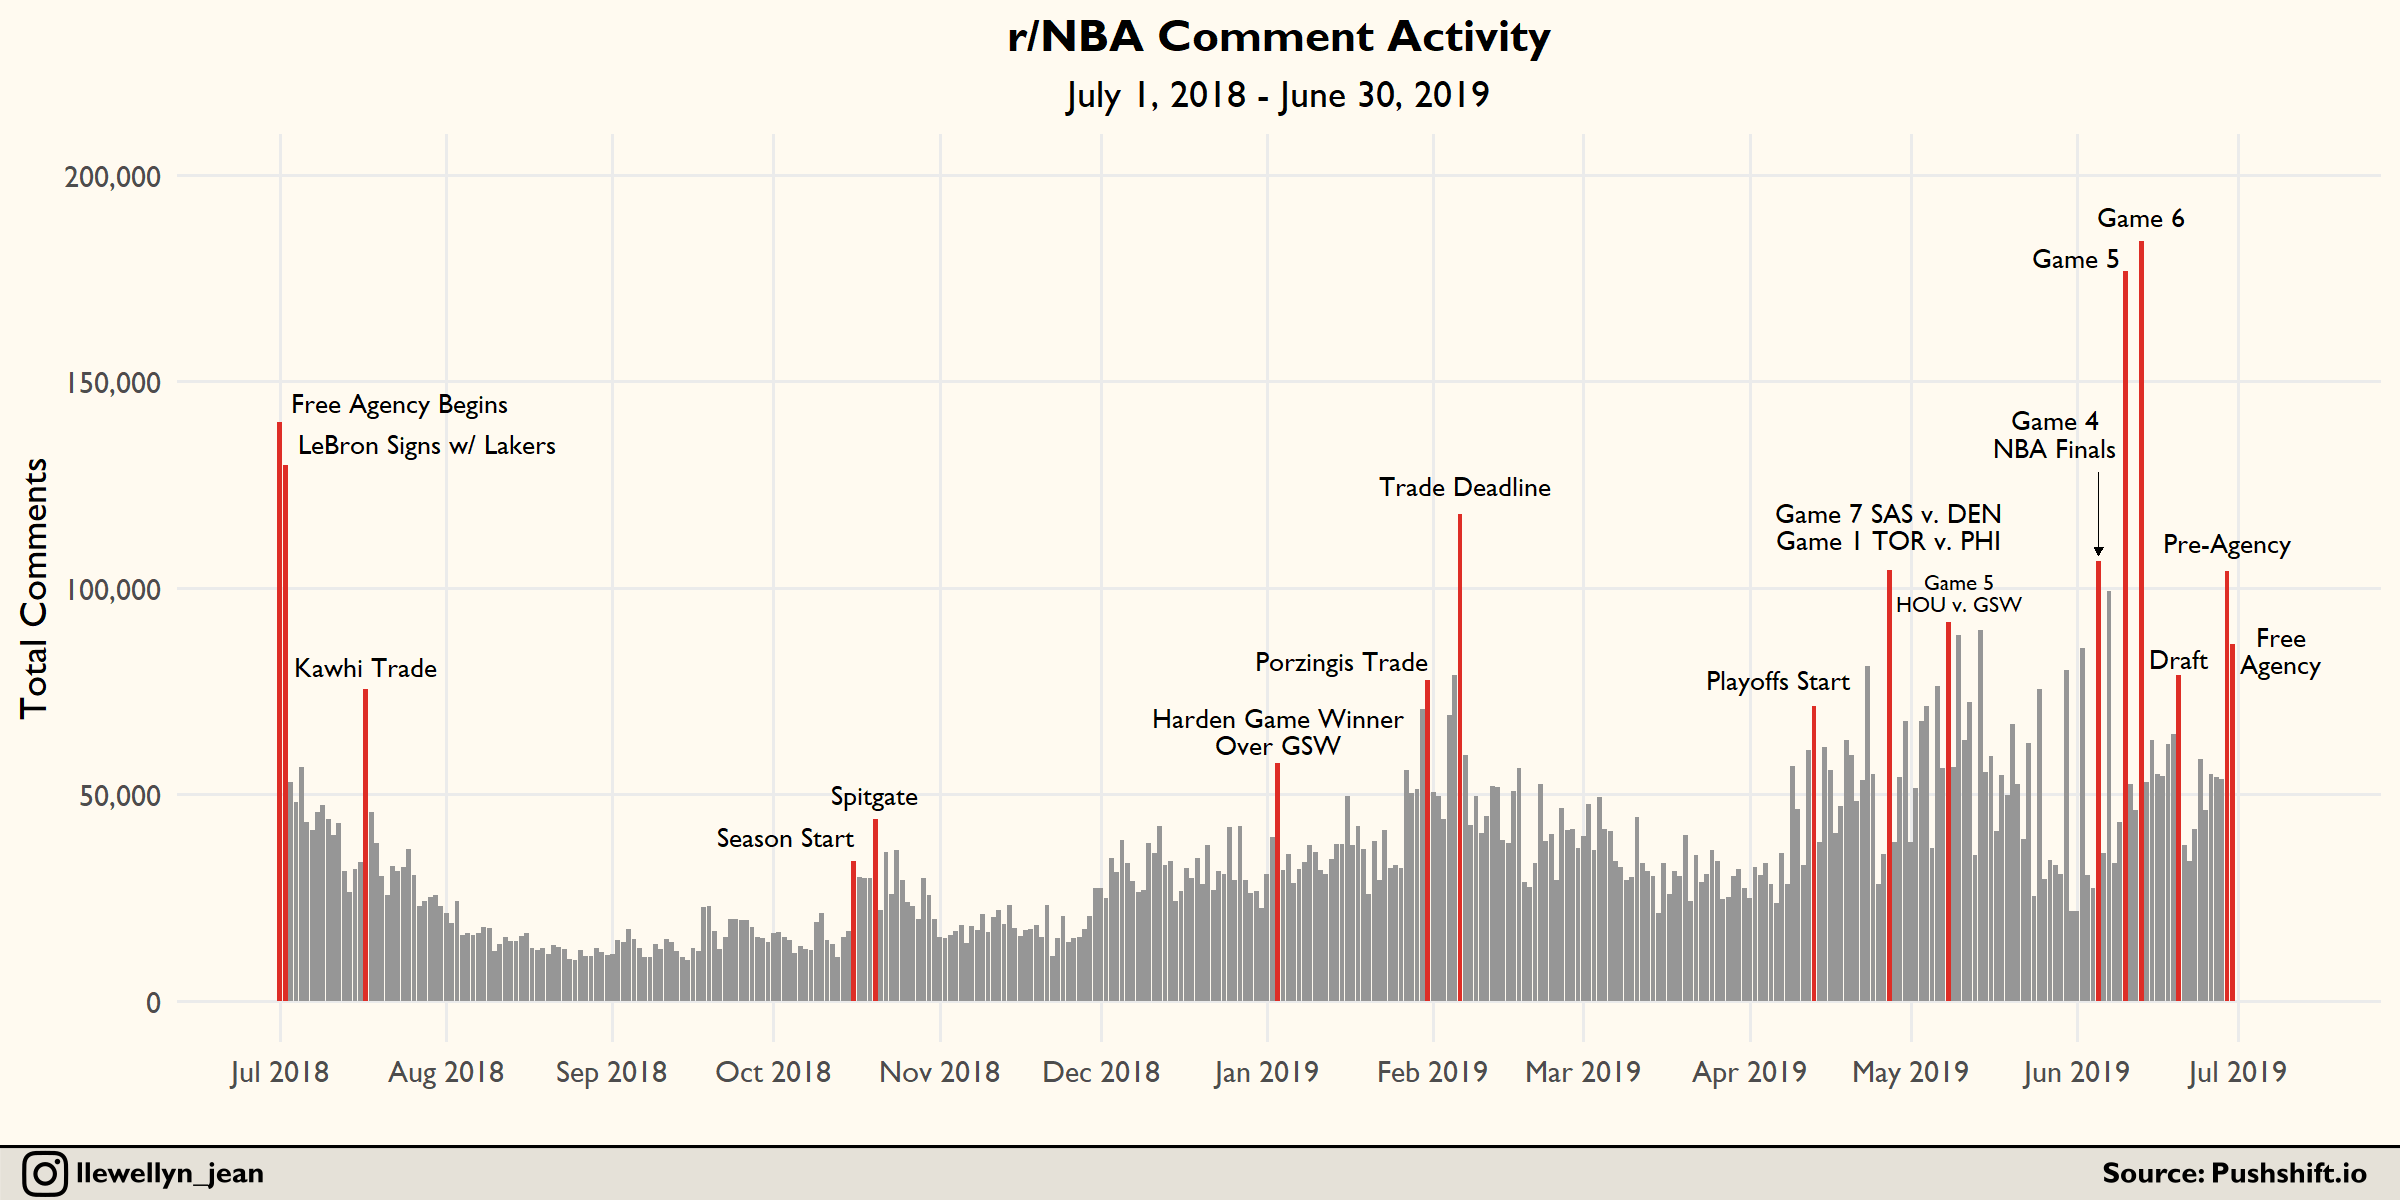 r/NBA Comment Activity
July 1, 2018 - June 30, 2019
Total Comments
200,000
150,000
100,000
50,000
0
Free Agency Begins
LeBron Signs w/ Lakers
Kawhi Trade
Season Start
Spitgate
Harden Game Winner
Over GSW
Porzingis Trade
Trade Deadline
Playoffs Start
Game 7 SAS v. DEN
Game 1 TOR v. PHI
Game 5
HOU v. GSW
Game 4
NBA Finals
Game 5
Game 6
Draft
Pre-Agency
Free
Agency
Jul 2018
Aug 2018
Sep 2018
Oct 2018
Nov 2018
Dec 2018
Jan 2019
Feb 2019
Mar 2019
Apr 2019
May 2019
Jun 2019
Jul 2019
llewellyn_jean
Source: Pushshift.io